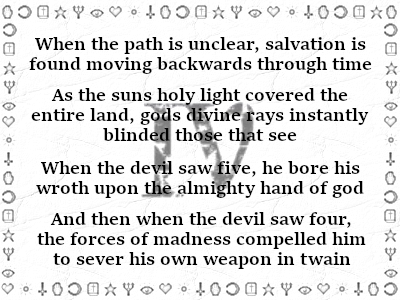 When the path is unclear, salvation is
found moving backwards through time
As the suns holy light covered the
entire land, gods divine rays instantly
blinded those that see
When the devil saw five, he bore his
wroth upon the almighty hand of god
And then when the devil saw four,
the forces of madness compelled him
to sever his own weapon in twain
IV